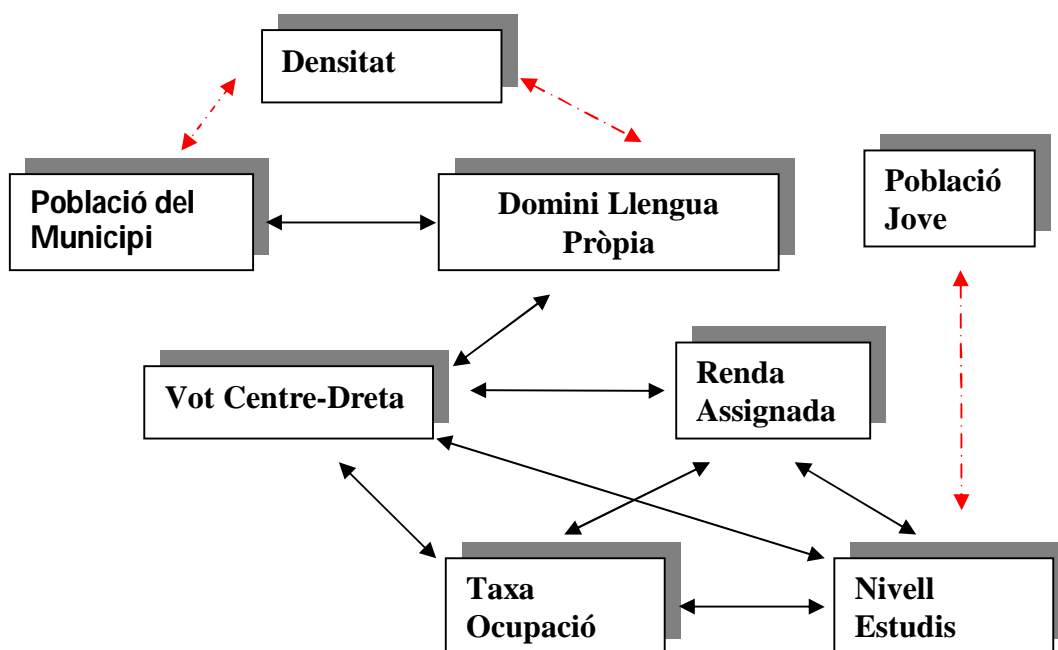 Densitat
Població del
Municipi
Domini Llengua
Pròpia
Població
Jove
Vot Centre-Dreta
Renda
Assignada
Taxa
Ocupació
Nivell
Estudis